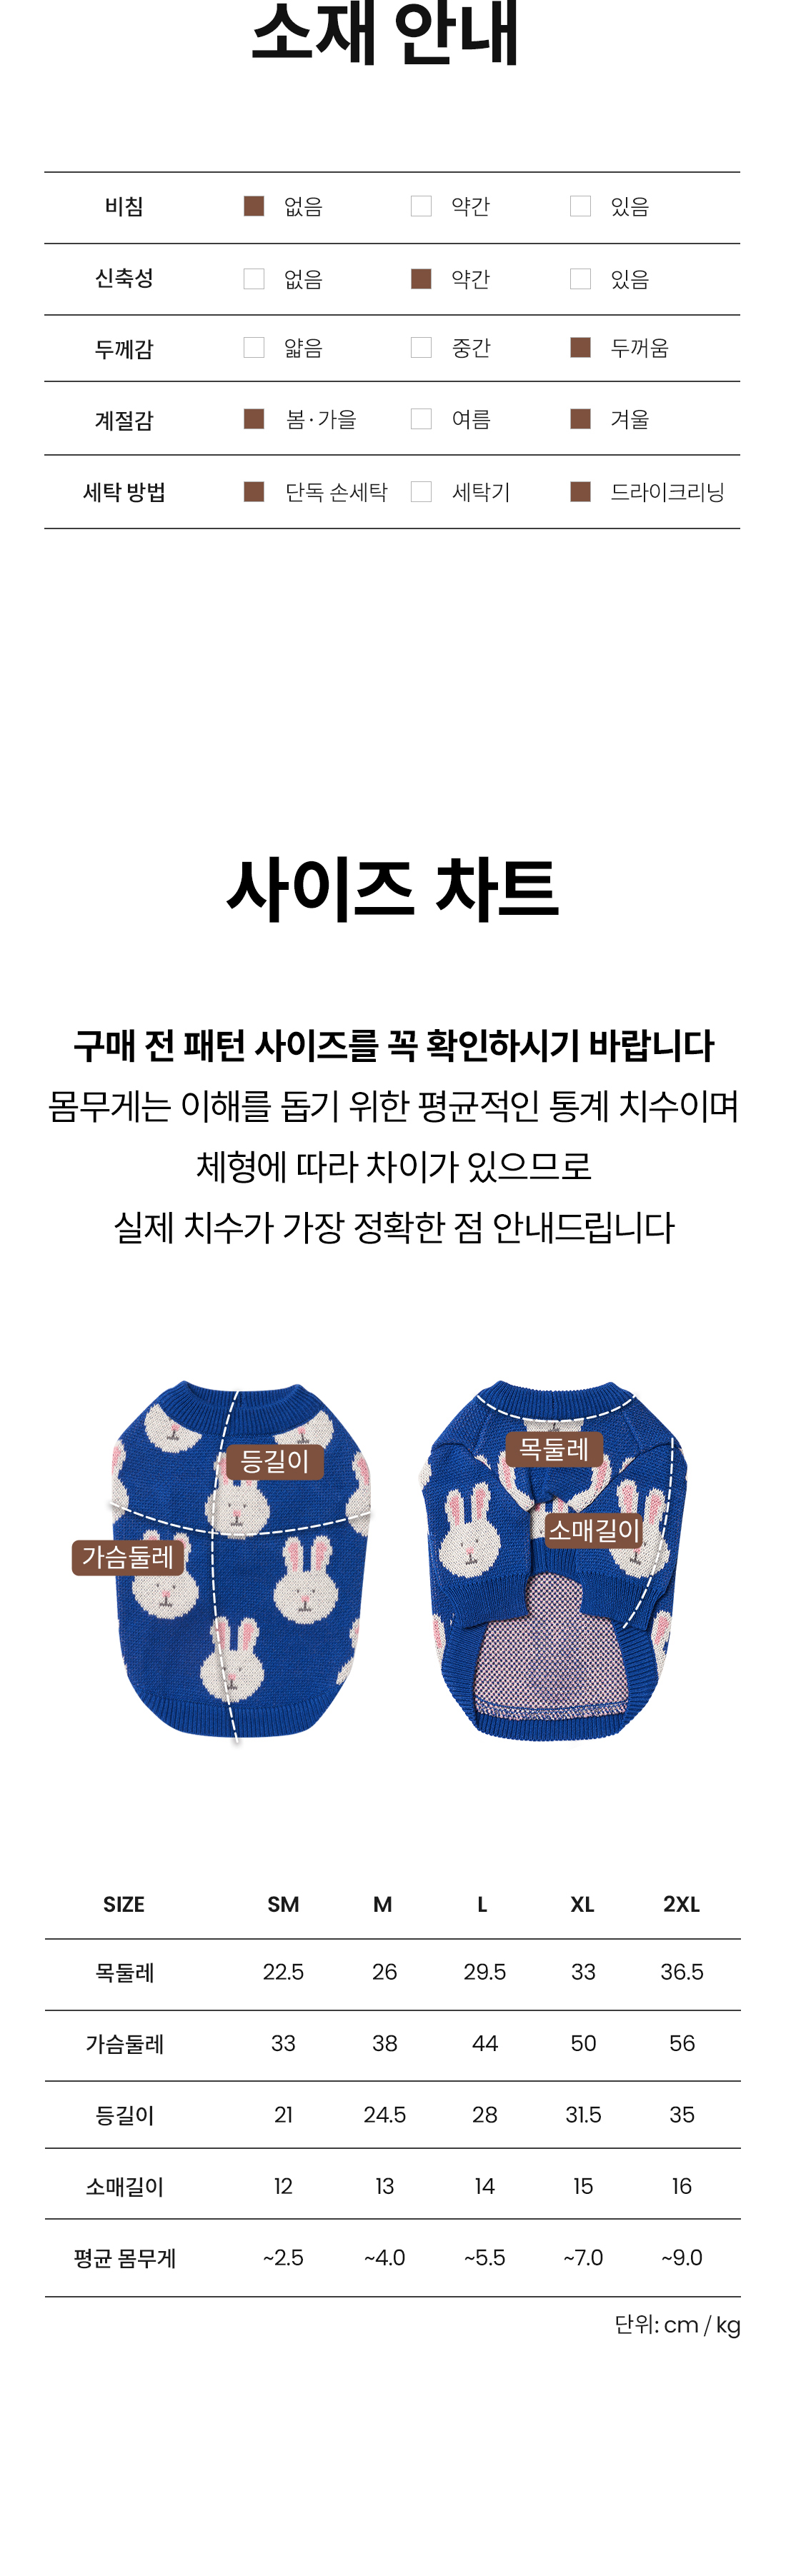 소재 안내
비침 없음 약간 있음
신축성 없음 약간 있음
두께감 얇음 중간 두꺼움
계절감 봄·가을 여름 겨울
세탁 방법 단독 손세탁 세탁기 드라이크리닝
사이즈 차트
구매 전 패턴 사이즈를 꼭 확인하시기 바랍니다
몸무게는 이해를 돕기 위한 평균적인 통계 치수이며
체형에 따라 차이가 있으므로
실제 치수가 가장 정확한 점 안내드립니다
등길이
가슴둘레
목둘레
소매길이
SIZE SM M L XL 2XL
목둘레 22.5 26 29.5 33 36.5
가슴둘레 33 38 44 50 56
등길이 21 24.5 28 31.5 35
소매길이 12 13 14 15 16
평균 몸무게 ~2.5 ~4.0 ~5.5 ~7.0 ~9.0
단위: cm / kg